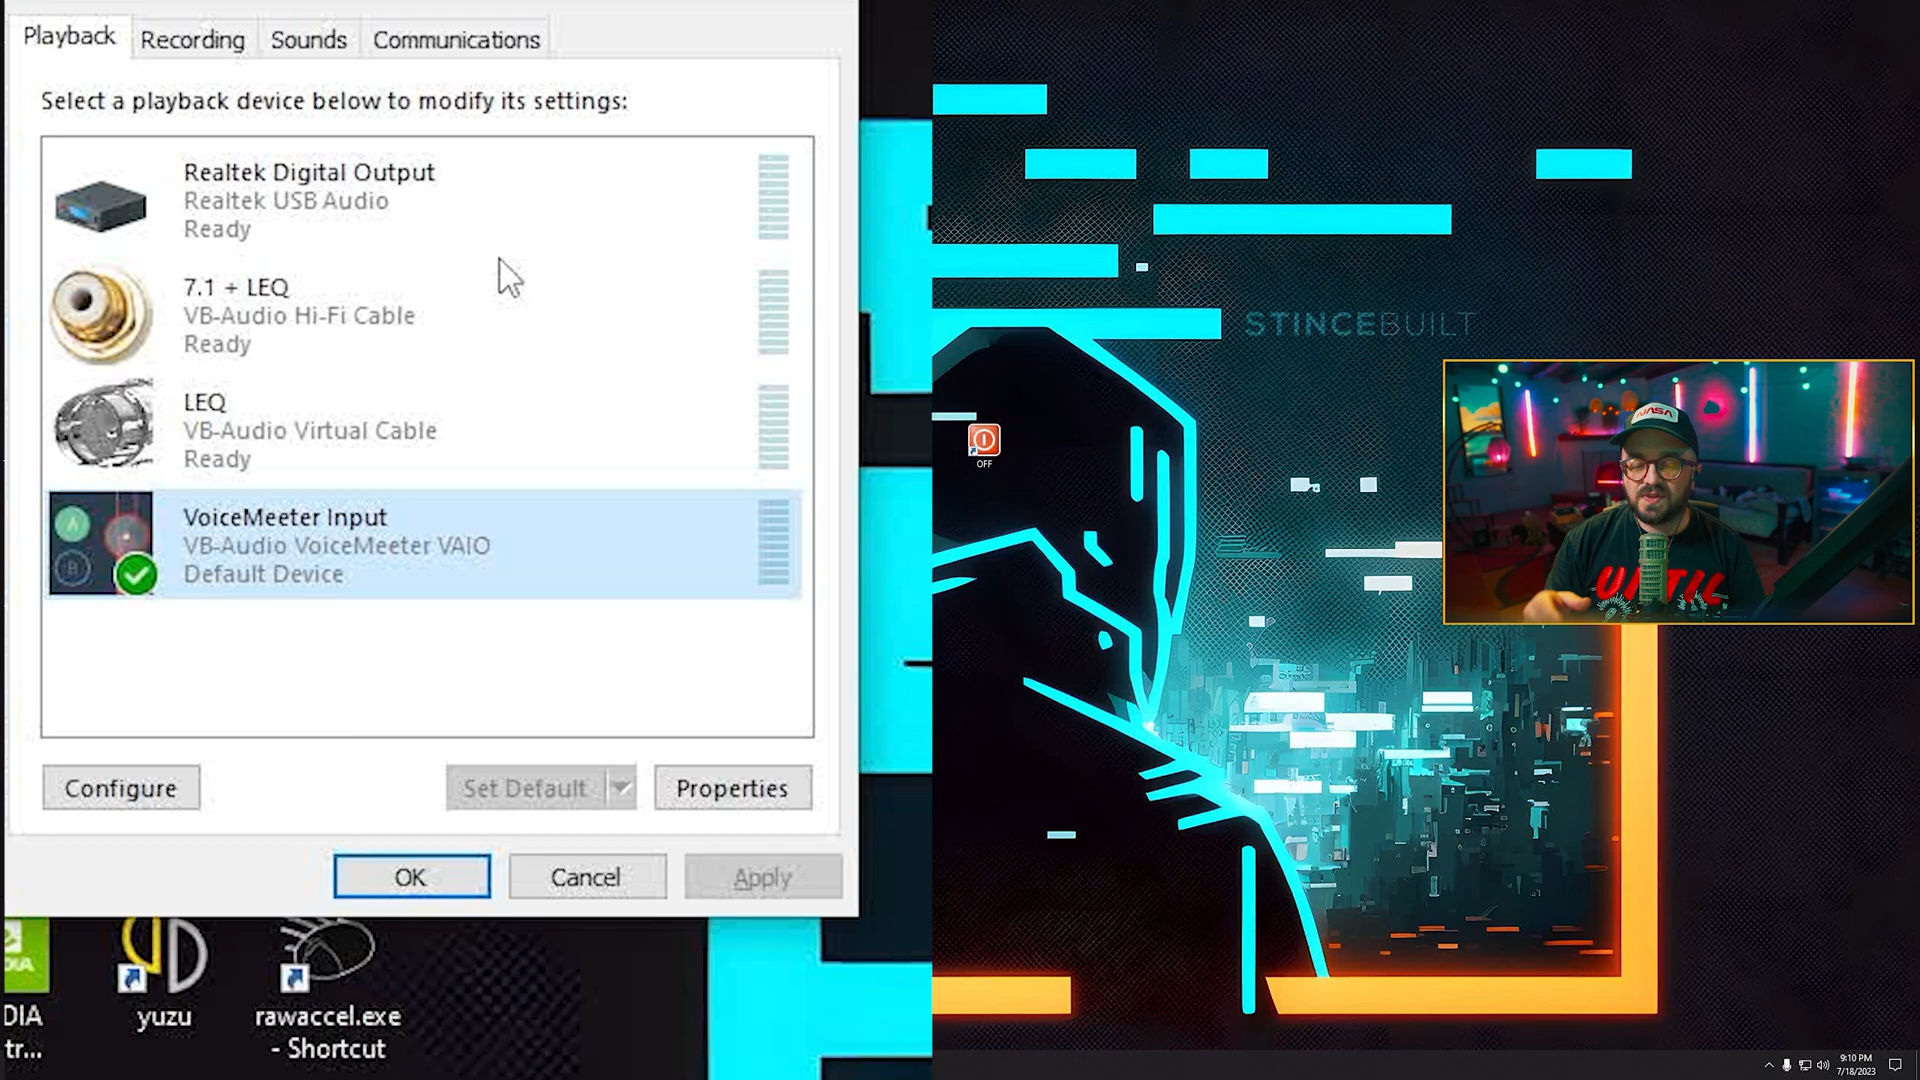 Playback
Recording
Sounds
Communications
Select a playback device below to modify its settings:
Realtek Digital Output
Realtek USB Audio
Ready
7.1 + LEQ
VB-Audio Hi-Fi Cable
Ready
LEQ
VB-Audio Virtual Cable
Ready
A
B
VoiceMeeter Input
VB-Audio VoiceMeeter VAIO
Default Device
Configure
Set Default
Properties
OK
Cancel
Apply
DIA
tr...
yuzu
rawaccel.exe
- Shortcut
OFF
STINCEBUILT
NASA
9:10 PM
7/18/2023